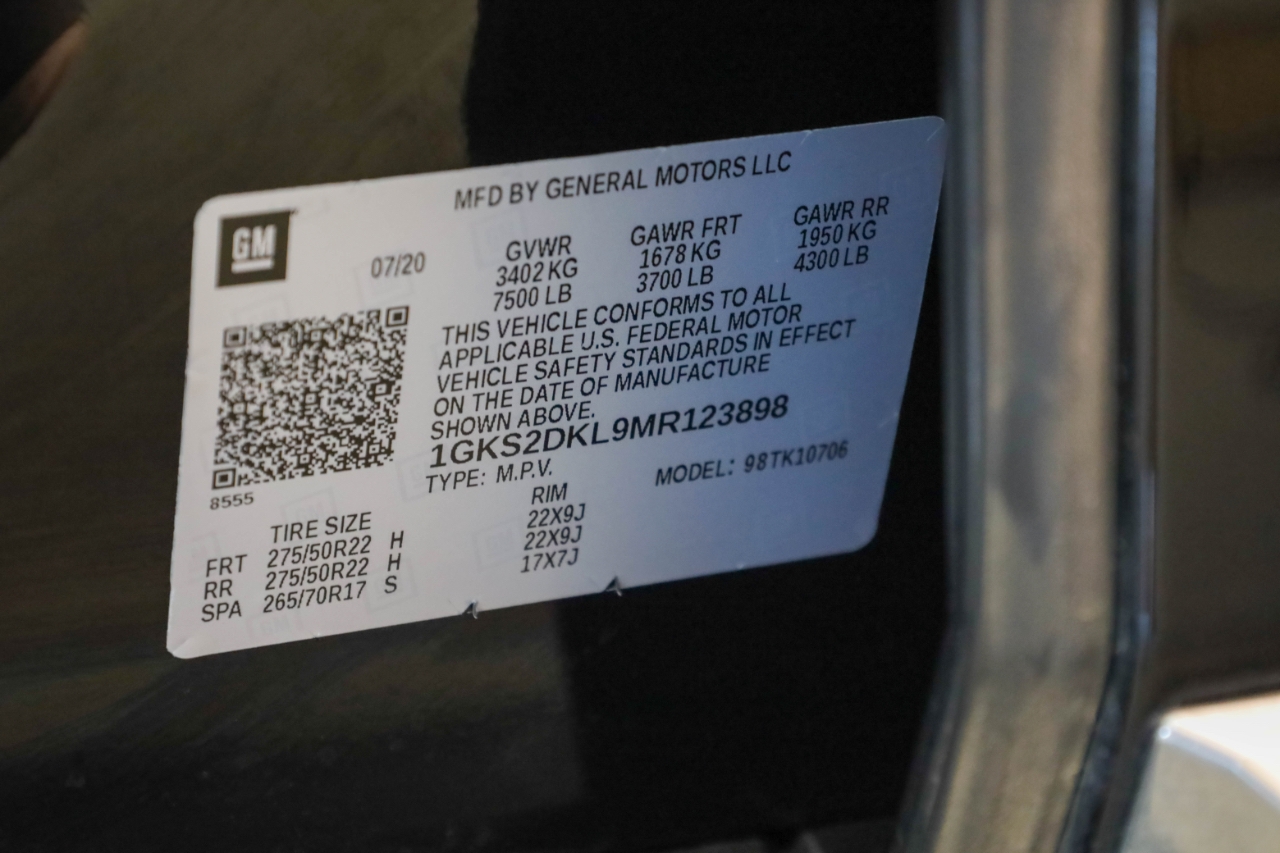 MFD BY GENERAL MOTORS LLC
GM
07/20
GVWR
3402 KG
7500 LB
GAWR FRT
1678 KG
3700 LB
GAWR RR
1950 KG
4300 LB
THIS VEHICLE CONFORMS TO ALL
APPLICABLE U.S. FEDERAL MOTOR
VEHICLE SAFETY STANDARDS IN EFFECT
ON THE DATE OF MANUFACTURE
SHOWN ABOVE.
1GKS2DKL9MR123898
TYPE: M.P.V.
MODEL: 98TK10706
8555
TIRE SIZE RIM
FRT 275/50R22 H 22X9J
RR 275/50R22 H 22X9J
SPA 265/70R17 S 17X7J